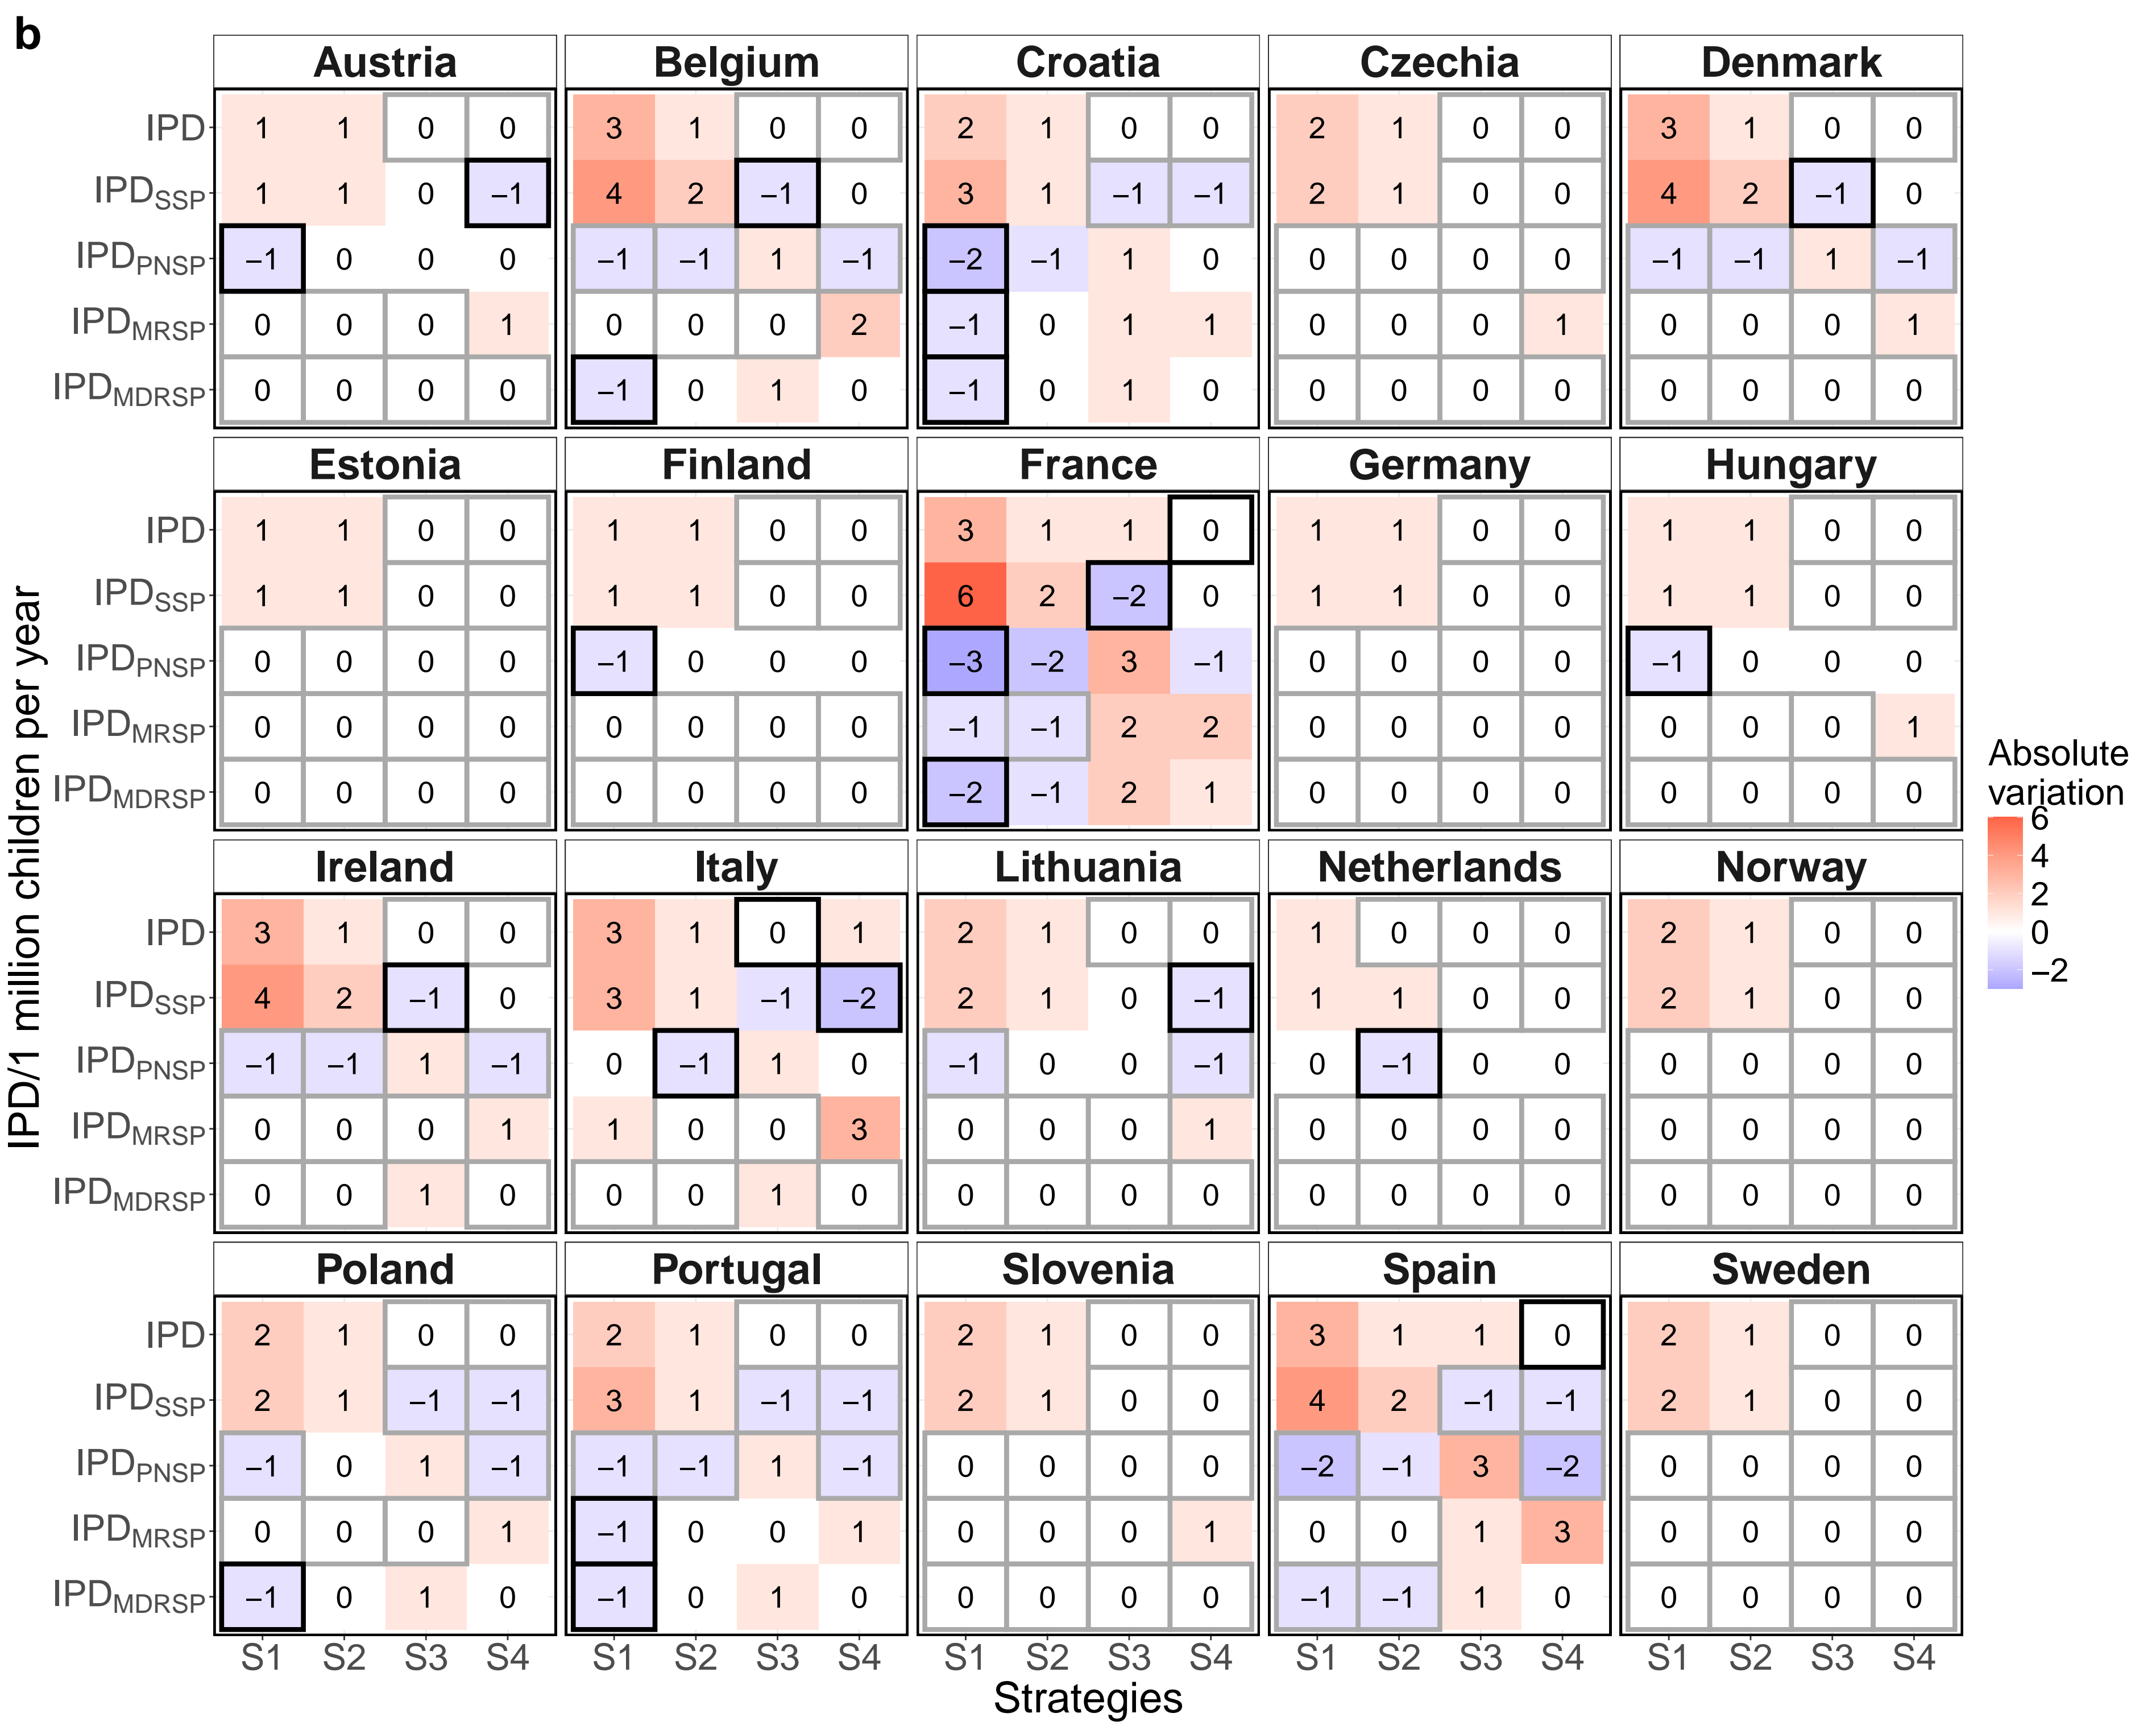 b
Austria Belgium Croatia Czechia Denmark
IPD 1 1 0 0 3 1 0 0 2 1 0 0 2 1 0 0 3 1 0 0
IPDSSP 1 1 0 −1 4 2 −1 0 3 1 −1 −1 2 1 0 0 4 2 −1 0
IPDPNSP −1 0 0 0 −1 −1 1 −1 −2 −1 1 0 0 0 0 0 −1 −1 1 −1
IPDMRSP 0 0 0 1 0 0 0 2 −1 0 1 1 0 0 0 1 0 0 0 1
IPDMDRSP 0 0 0 0 −1 0 1 0 −1 0 1 0 0 0 0 0 0 0 0 0
Estonia Finland France Germany Hungary
IPD 1 1 0 0 1 1 0 0 3 1 1 0 1 1 0 0 1 1 0 0
IPDSSP 1 1 0 0 1 1 0 0 6 2 −2 0 1 1 0 0 1 1 0 0
IPDPNSP 0 0 0 0 −1 0 0 0 −3 −2 3 −1 0 0 0 0 −1 0 0 0
IPDMRSP 0 0 0 0 0 0 0 0 −1 −1 2 2 0 0 0 0 0 0 0 1
IPDMDRSP 0 0 0 0 0 0 0 0 −2 −1 2 1 0 0 0 0 0 0 0 0
Ireland Italy Lithuania Netherlands Norway
IPD 3 1 0 0 3 1 0 1 2 1 0 0 1 0 0 0 2 1 0 0
IPDSSP 4 2 −1 0 3 1 −1 −2 2 1 0 −1 1 1 0 0 2 1 0 0
IPDPNSP −1 −1 1 −1 0 −1 1 0 −1 0 0 −1 0 −1 0 0 0 0 0 0
IPDMRSP 0 0 0 1 1 0 0 3 0 0 0 1 0 0 0 0 0 0 0 0
IPDMDRSP 0 0 1 0 0 0 1 0 0 0 0 0 0 0 0 0 0 0 0 0
Poland Portugal Slovenia Spain Sweden
IPD 2 1 0 0 2 1 0 0 2 1 0 0 3 1 1 0 2 1 0 0
IPDSSP 2 1 −1 −1 3 1 −1 −1 2 1 0 0 4 2 −1 −1 2 1 0 0
IPDPNSP −1 0 1 −1 −1 −1 1 −1 0 0 0 0 −2 −1 3 −2 0 0 0 0
IPDMRSP 0 0 0 1 −1 0 0 1 0 0 0 1 0 0 1 3 0 0 0 0
IPDMDRSP −1 0 1 0 −1 0 1 0 0 0 0 0 −1 −1 1 0 0 0 0 0
S1 S2 S3 S4 S1 S2 S3 S4 S1 S2 S3 S4 S1 S2 S3 S4 S1 S2 S3 S4
Strategies
IPD/1 million children per year
Absolute
variation
6
4
2
0
−2